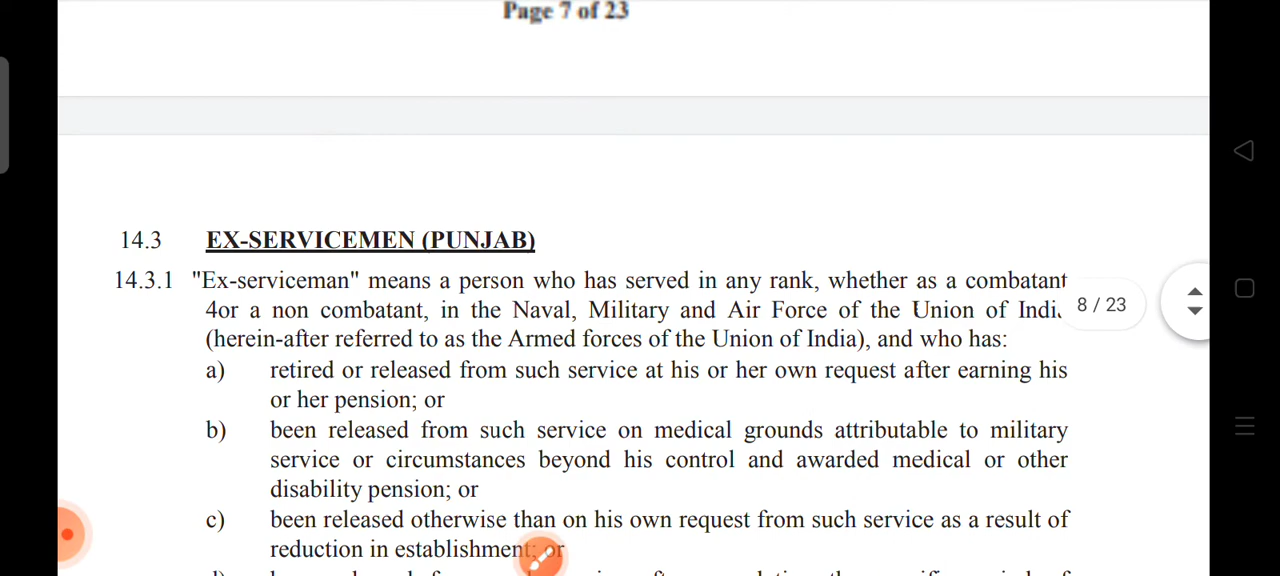 Page 7 of 23
14.3 EX-SERVICEMEN (PUNJAB)
14.3.1 "Ex-serviceman" means a person who has served in any rank, whether as a combatant
4or a non combatant, in the Naval, Military and Air Force of the Union of
8 / 23
(herein-after referred to as the Armed forces of the Union of India), and who has:
a) retired or released from such service at his or her own request after earning his
or her pension; or
b) been released from such service on medical grounds attributable to military
service or circumstances beyond his control and awarded medical or other
disability pension; or
c) been released otherwise than on his own request from such service as a result of
reduction in establishment; or